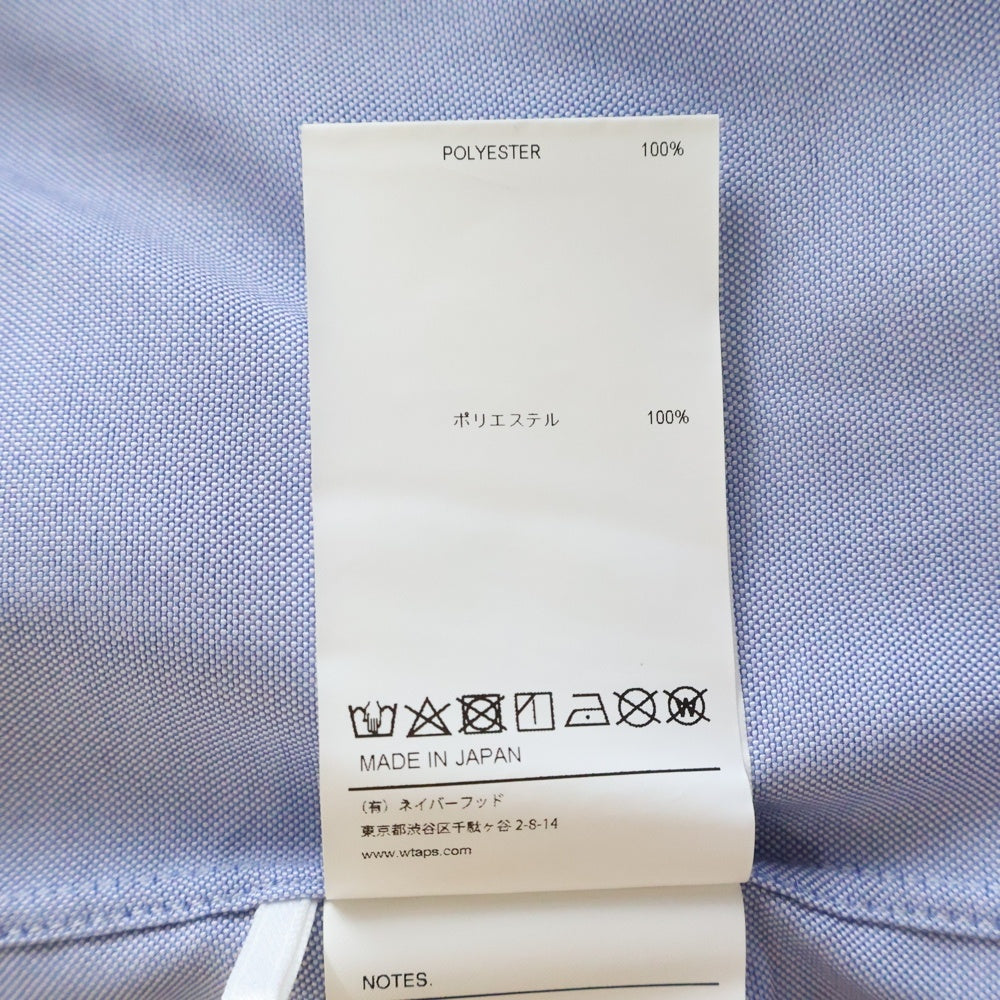 POLYESTER 100%
ポリエステル 100%
W
MADE IN JAPAN
（有）ネイバーフッド
東京都渋谷区千駄ヶ谷 2-8-14
www.wtaps.com
NOTES.